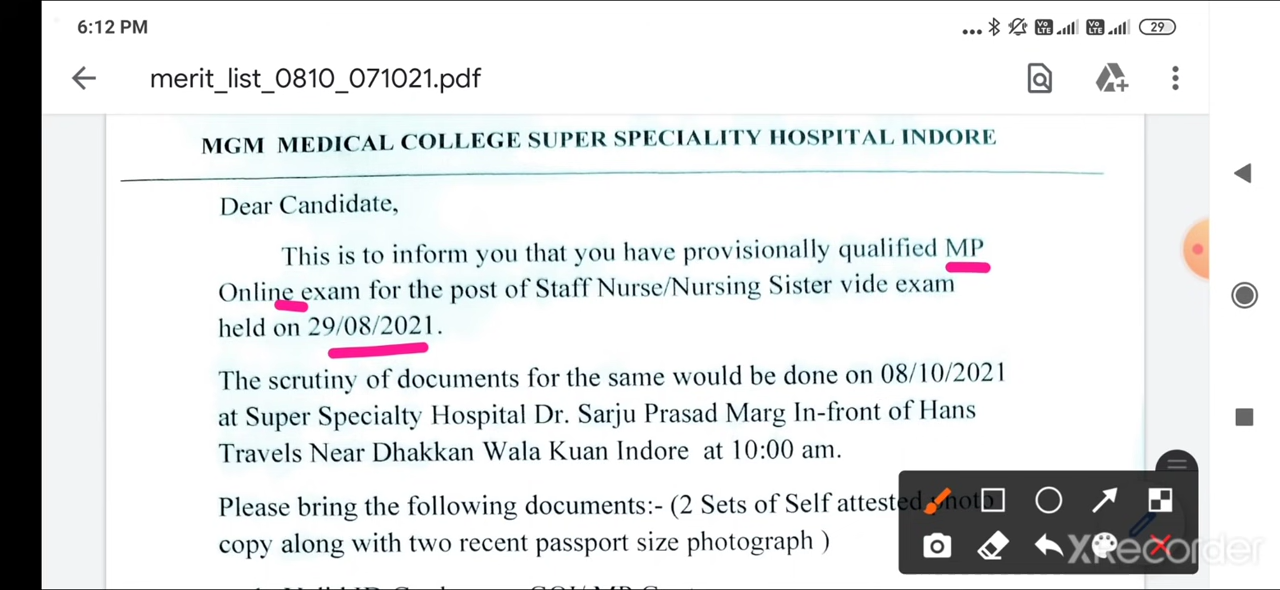 6:12 PM
Vo LTE Vo LTE 29
merit_list_0810_071021.pdf
MGM MEDICAL COLLEGE SUPER SPECIALITY HOSPITAL INDORE
Dear Candidate,
This is to inform you that you have provisionally qualified MP
Online exam for the post of Staff Nurse/Nursing Sister vide exam
held on 29/08/2021.
The scrutiny of documents for the same would be done on 08/10/2021
at Super Specialty Hospital Dr. Sarju Prasad Marg In-front of Hans
Travels Near Dhakkan Wala Kuan Indore at 10:00 am.
Please bring the following documents:- (2 Sets of Self attested photo
copy along with two recent passport size photograph )
XRecorder